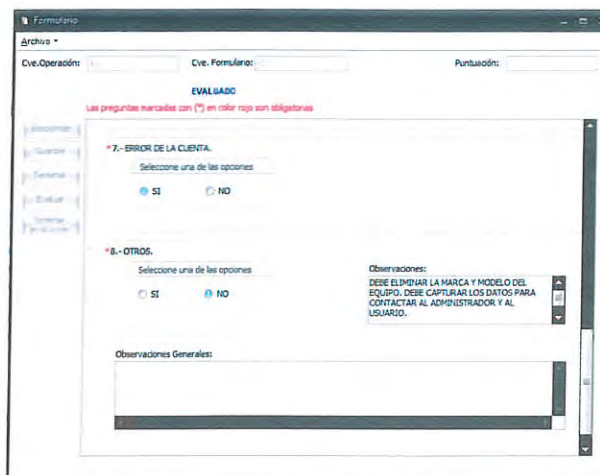 Formulario
Archivo
Cve.Operación: Cve. Formulario: Puntuación:
EVALUADO
Las preguntas marcadas con (*) en color rojo son obligatorias
*7.- ERROR DE LA CUENTA.
Seleccione una de las opciones
SI NO
*8.- OTROS.
Seleccione una de las opciones
SI NO
Observaciones:
DEBE ELIMINAR LA MARCA Y MODELO DEL
EQUIPO. DEBE CAPTURAR LOS DATOS PARA
CONTACTAR AL ADMINISTRADOR Y AL
USUARIO.
Observaciones Generales:
Guardar
Terminar
Evaluar